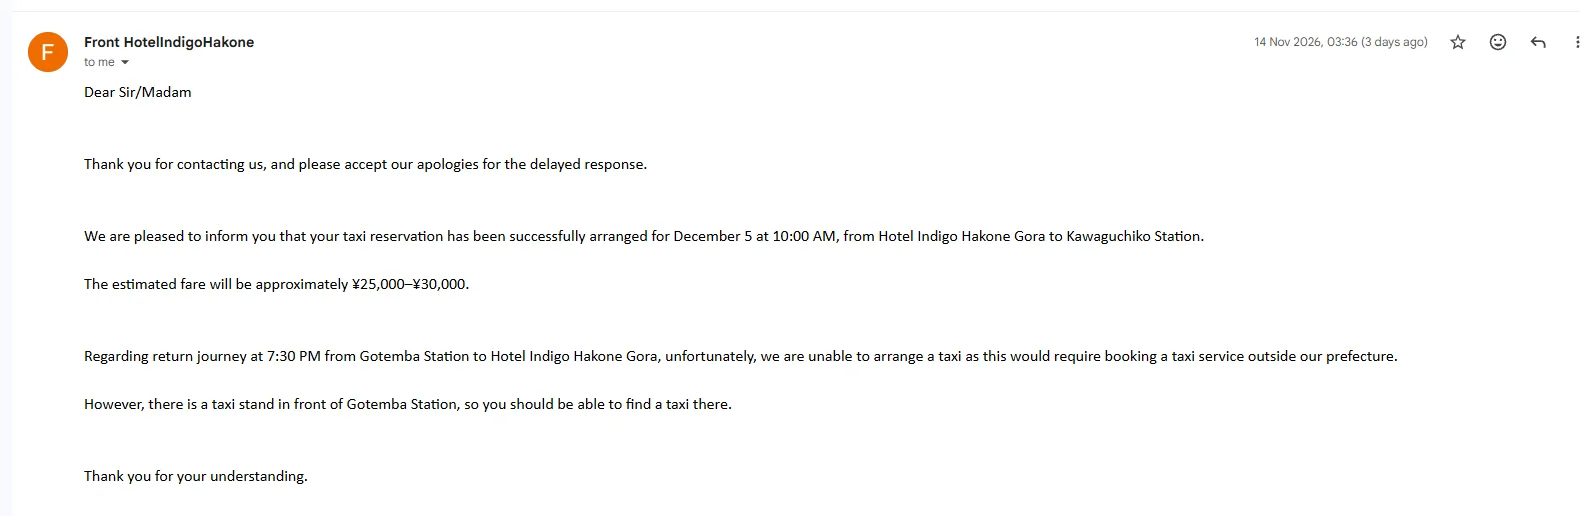 F
Front HotelIndigoHakone
14 Nov 2026, 03:36 (3 days ago)
to me
Dear Sir/Madam
Thank you for contacting us, and please accept our apologies for the delayed response.
We are pleased to inform you that your taxi reservation has been successfully arranged for December 5 at 10:00 AM, from Hotel Indigo Hakone Gora to Kawaguchiko Station.
The estimated fare will be approximately ¥25,000–¥30,000.
Regarding return journey at 7:30 PM from Gotemba Station to Hotel Indigo Hakone Gora, unfortunately, we are unable to arrange a taxi as this would require booking a taxi service outside our prefecture.
However, there is a taxi stand in front of Gotemba Station, so you should be able to find a taxi there.
Thank you for your understanding.